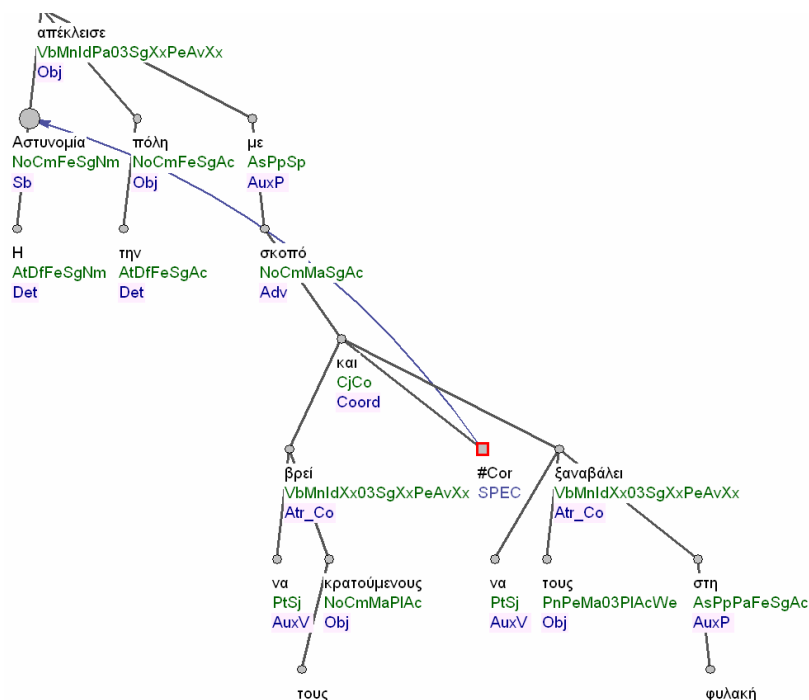 απέκλεισε
VbMnIdPa03SgXxPeAvXx
Obj
Αστυνομία πόλη με
NoCmFeSgNm NoCmFeSgAc AsPpSp
Sb Obj AuxP
Η την σκοπό
AtDfFeSgNm AtDfFeSgAc NoCmMaSgAc
Det Det Adv
και
CjCo
Coord
βρεί #Cor ξαναβάλει
VbMnIdXx03SgXxPeAvXx SPEC VbMnIdXx03SgXxPeAvXx
Atr_Co Atr_Co
να κρατούμενους να τους στη
PtSj NoCmMaPlAc PtSj PnPeMa03PlAcWe AsPpPaFeSgAc
AuxV Obj AuxV Obj AuxP
τους φυλακή